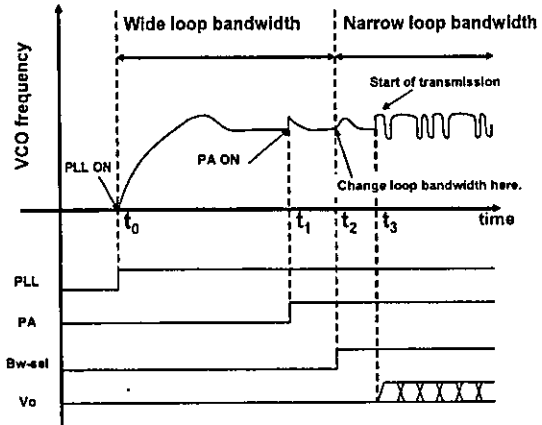 Wide loop bandwidth
Narrow loop bandwidth
VCO frequency
Start of transmission
PLL ON
PA ON
Change loop bandwidth here.
t0
t1
t2
t3
time
PLL
PA
Bw-sel
Vo